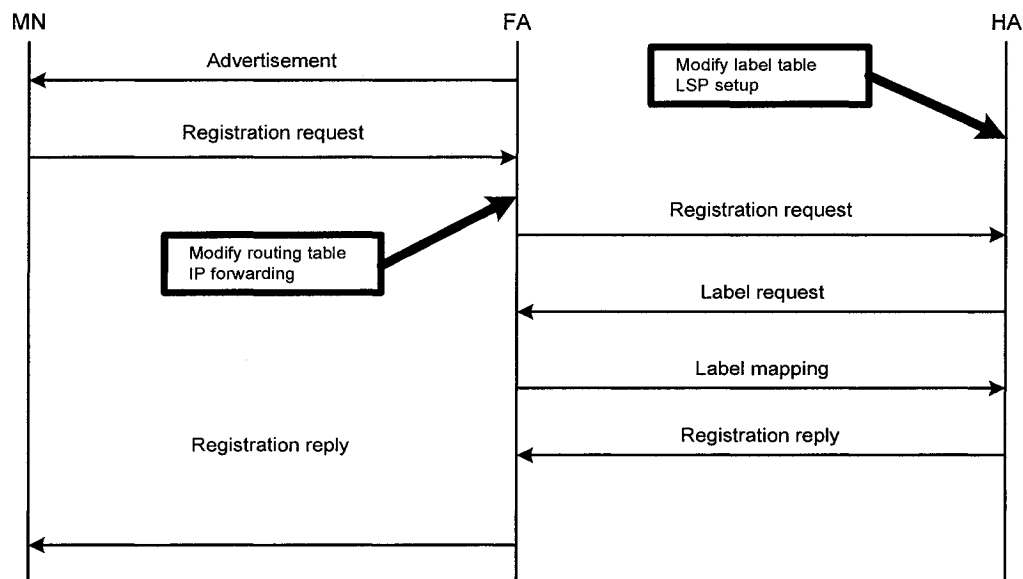 MN
FA
HA
Advertisement
Modify label table
LSP setup
Registration request
Registration request
Modify routing table
IP forwarding
Label request
Label mapping
Registration reply
Registration reply